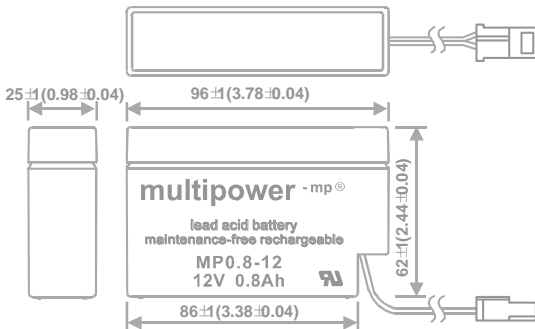 25±1(0.98±0.04)
96±1(3.78±0.04)
multipower -mp®
lead acid battery
maintenance-free rechargeable
MP0.8-12
12V 0.8Ah
62±1(2.44±0.04)
86±1(3.38±0.04)